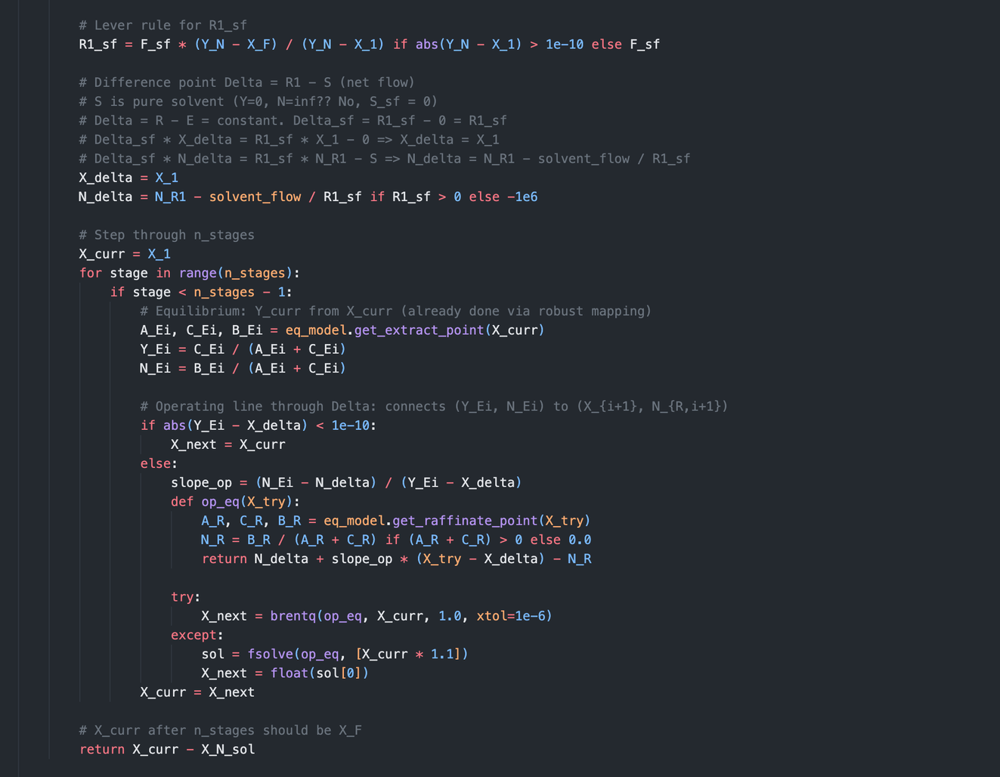 # Lever rule for R1_sf
R1_sf = F_sf * (Y_N - X_F) / (Y_N - X_1) if abs(Y_N - X_1) > 1e-10 else F_sf
# Difference point Delta = R1 - S (net flow)
# S is pure solvent (Y=0, N=inf?? No, S_sf = 0)
# Delta = R - E = constant. Delta_sf = R1_sf - 0 = R1_sf
# Delta_sf * X_delta = R1_sf * X_1 - 0 => X_delta = X_1
# Delta_sf * N_delta = R1_sf * N_R1 - S => N_delta = N_R1 - solvent_flow / R1_sf
X_delta = X_1
N_delta = N_R1 - solvent_flow / R1_sf if R1_sf > 0 else -1e6
# Step through n_stages
X_curr = X_1
for stage in range(n_stages):
    if stage < n_stages - 1:
        # Equilibrium: Y_curr from X_curr (already done via robust mapping)
        A_Ei, C_Ei, B_Ei = eq_model.get_extract_point(X_curr)
        Y_Ei = C_Ei / (A_Ei + C_Ei)
        N_Ei = B_Ei / (A_Ei + C_Ei)
        # Operating line through Delta: connects (Y_Ei, N_Ei) to (X_{i+1}, N_{R,i+1})
        if abs(Y_Ei - X_delta) < 1e-10:
            X_next = X_curr
        else:
            slope_op = (N_Ei - N_delta) / (Y_Ei - X_delta)
            def op_eq(X_try):
                A_R, C_R, B_R = eq_model.get_raffinate_point(X_try)
                N_R = B_R / (A_R + C_R) if (A_R + C_R) > 0 else 0.0
                return N_delta + slope_op * (X_try - X_delta) - N_R
            try:
                X_next = brentq(op_eq, X_curr, 1.0, xtol=1e-6)
            except:
                sol = fsolve(op_eq, [X_curr * 1.1])
                X_next = float(sol[0])
        X_curr = X_next
# X_curr after n_stages should be X_F
return X_curr - X_N_sol